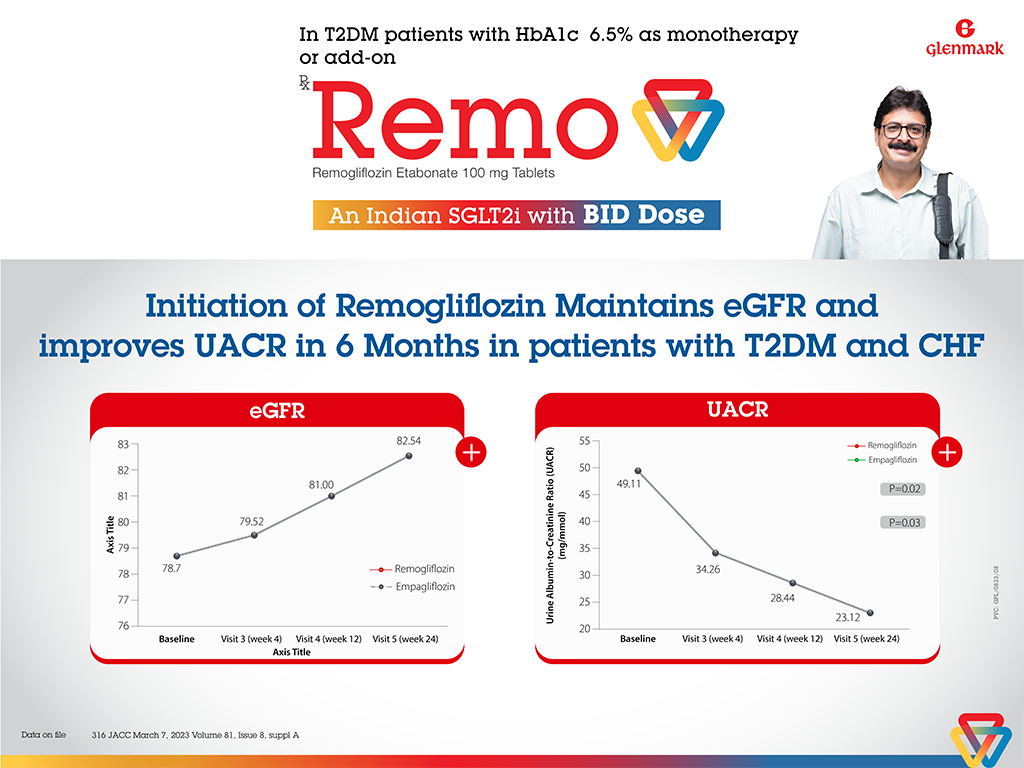 In T2DM patients with HbA1c 6.5% as monotherapy
or add-on
GLENMARK
Rx
Remo
Remogliflozin Etabonate 100 mg Tablets
An Indian SGLT2i with BID Dose
Initiation of Remogliflozin Maintains eGFR and
improves UACR in 6 Months in patients with T2DM and CHF
eGFR
83
82
81
80
79
78
77
76
Axis Title
78.7
79.52
81.00
82.54
Remogliflozin
Empagliflozin
Baseline
Visit 3 (week 4)
Visit 4 (week 12)
Visit 5 (week 24)
Axis Title
+
UACR
Urine Albumin-to-Creatinine Ratio (UACR)
(mg/mmol)
55
50
45
40
35
30
25
20
49.11
34.26
28.44
23.12
Remogliflozin
Empagliflozin
P=0.02
P=0.03
Baseline
Visit 3 (week 4)
Visit 4 (week 12)
Visit 5 (week 24)
+
Data on file
316 JACC March 7, 2023 Volume 81, Issue 8, suppl A